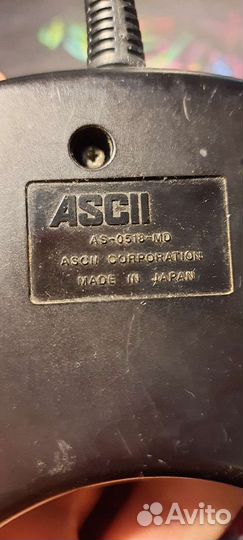 ASCII
AS-0518-MD
ASCII CORPORATION
MADE IN JAPAN
Avito